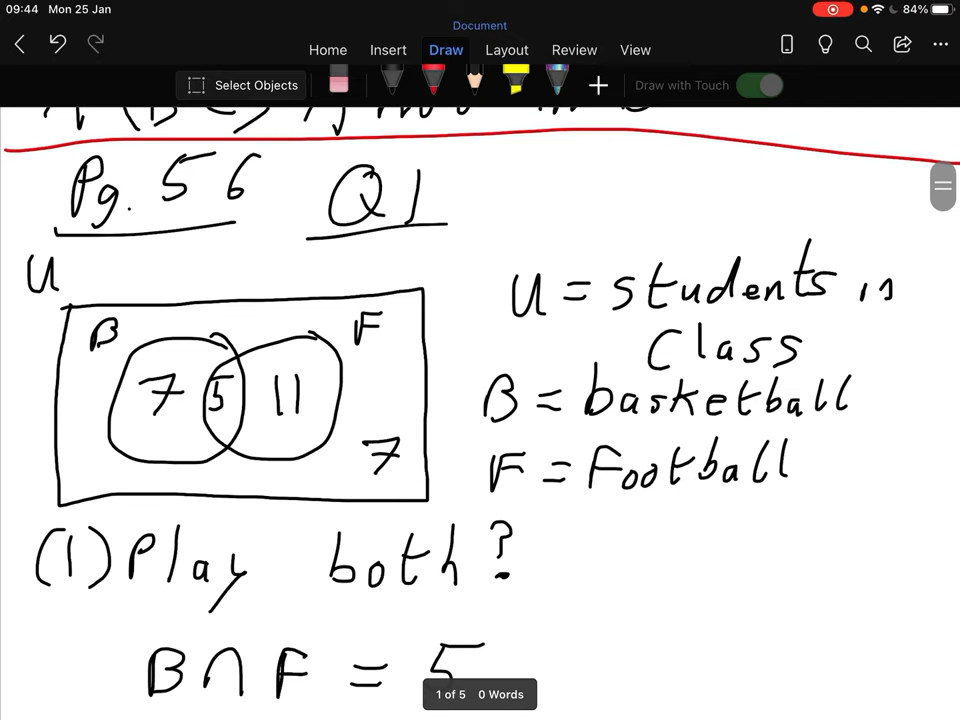 09:44 Mon 25 Jan
84%
Document
Home Insert Draw Layout Review View
Select Objects
Draw with Touch
Pg. 56 Q1
U
B F
7 5 11
7
U = students in
Class
B = basketball
F = Football
(1) Play both?
B ∩ F = 5
1 of 5 0 Words